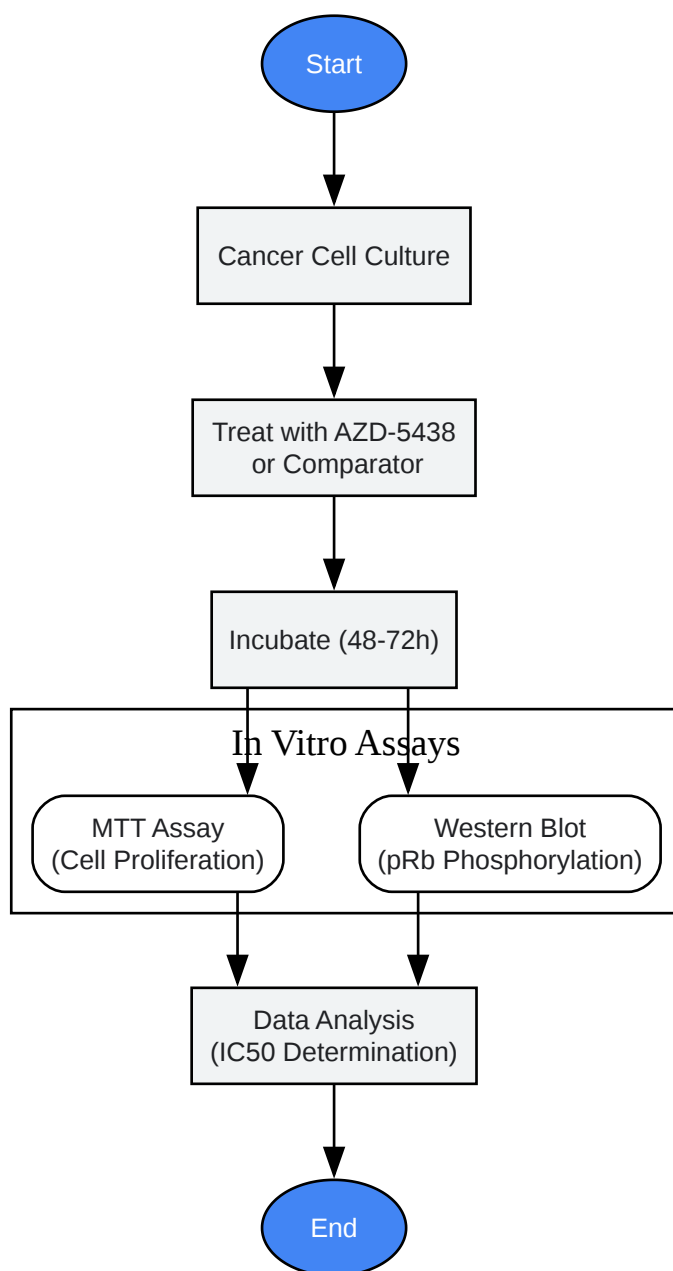 Start
Cancer Cell Culture
Treat with AZD-5438
or Comparator
Incubate (48-72h)
In Vitro Assays
MTT Assay
(Cell Proliferation)
Western Blot
(pRb Phosphorylation)
Data Analysis
(IC50 Determination)
End